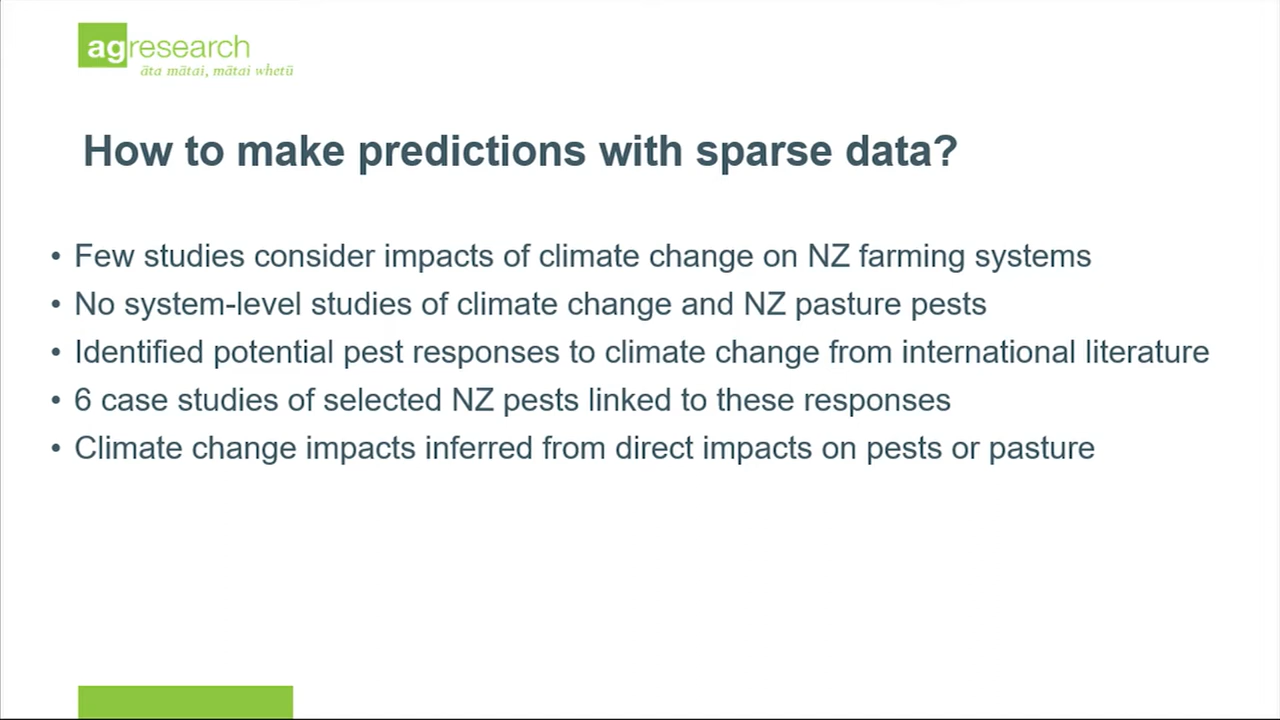 agresearch
āta mātai, mātai whetū
How to make predictions with sparse data?
• Few studies consider impacts of climate change on NZ farming systems
• No system-level studies of climate change and NZ pasture pests
• Identified potential pest responses to climate change from international literature
• 6 case studies of selected NZ pests linked to these responses
• Climate change impacts inferred from direct impacts on pests or pasture